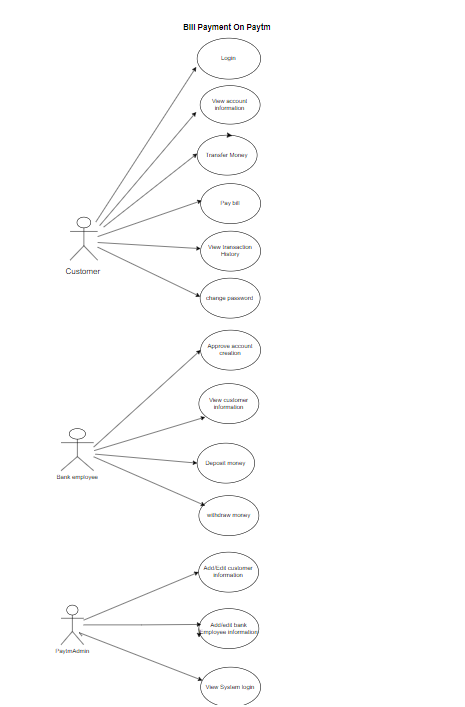 Bill Payment On Paytm
Login
View account
information
Transfer Money
Pay bill
View Transaction
History
Customer
change password
Approve account
creation
View customer
information
Bank employee
Deposit money
withdraw money
Add/Edit customer
information
Add/edit bank
Employee information
PaytmAdmin
View System login